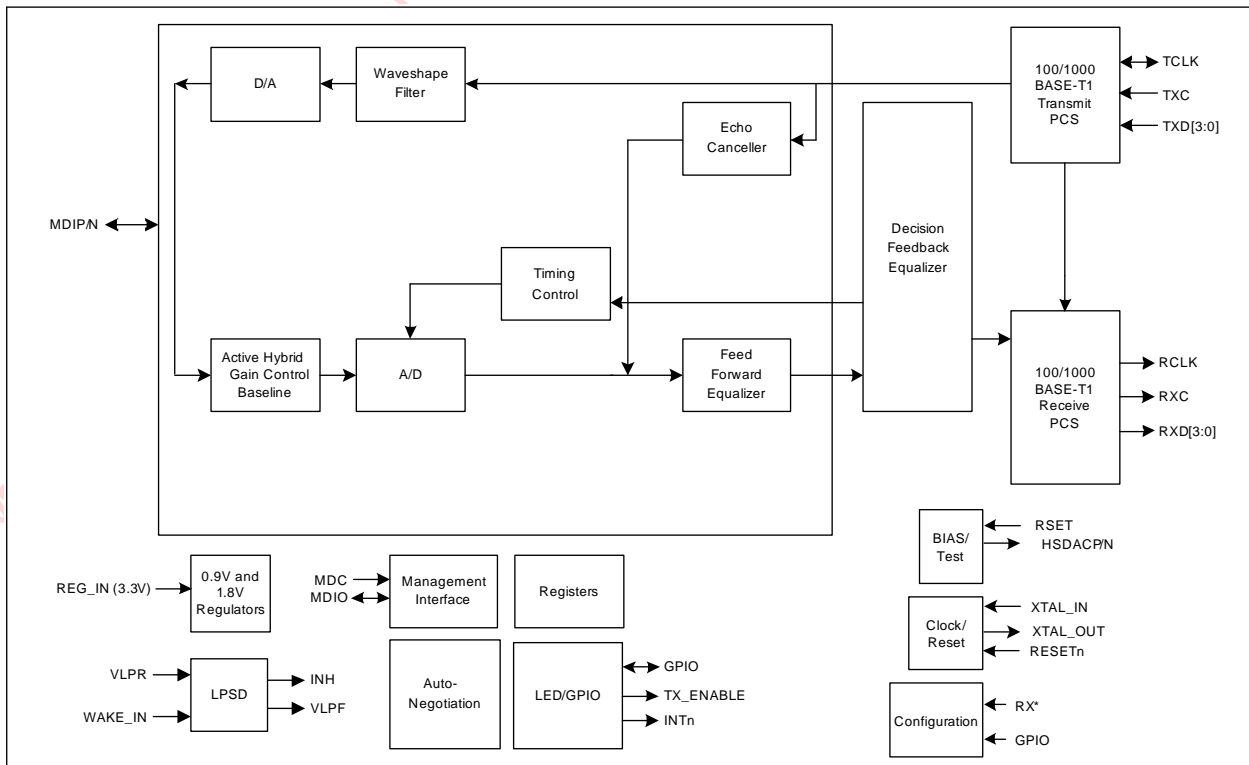 D/A
Waveshape
Filter
100/1000
BASE-T1
Transmit
PCS
TCLK
TXC
TXD[3:0]
Echo
Canceller
MDIP/N
Decision
Feedback
Equalizer
Timing
Control
Active Hybrid
Gain Control
Baseline
A/D
Feed
Forward
Equalizer
100/1000
BASE-T1
Receive
PCS
RCLK
RXC
RXD[3:0]
BIAS/
Test
RSET
HSDACP/N
REG_IN (3.3V)
0.9V and
1.8V
Regulators
MDC
MDIO
Management
Interface
Registers
Clock/
Reset
XTAL_IN
XTAL_OUT
RESETn
VLPR
WAKE_IN
LPSD
INH
VLPF
Auto-
Negotiation
LED/GPIO
GPIO
TX_ENABLE
INTn
Configuration
RX*
GPIO